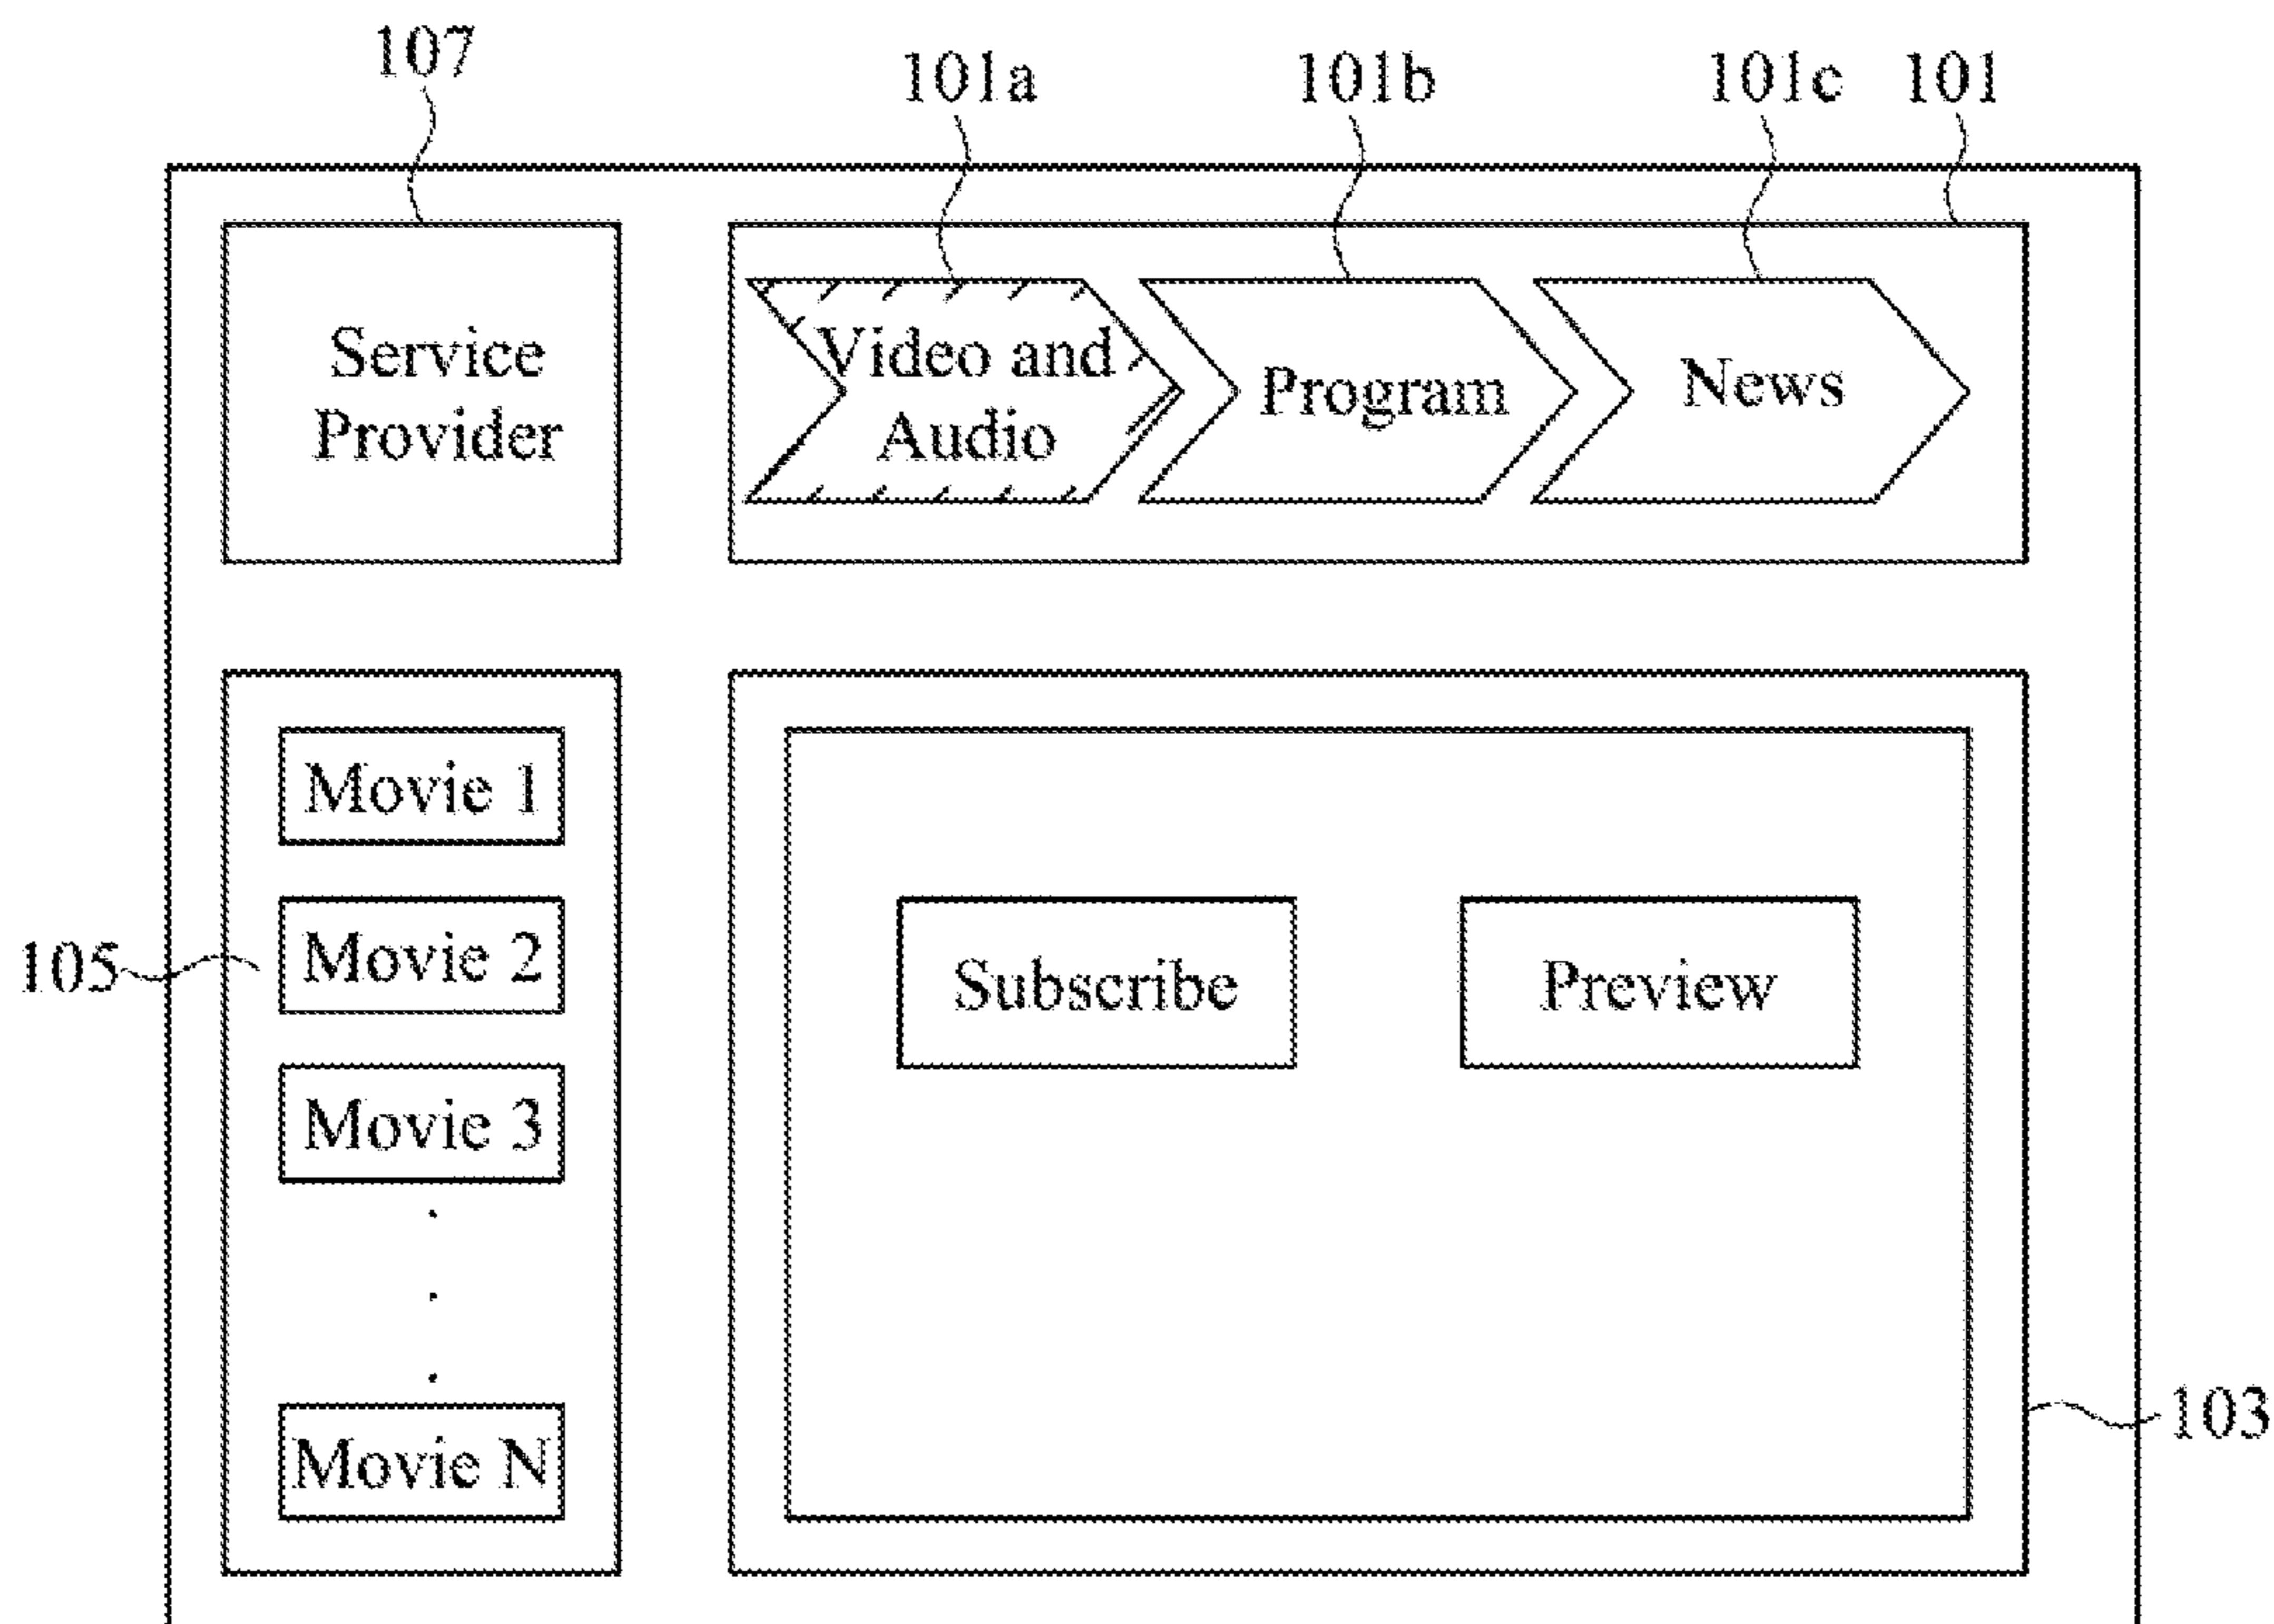 107
101a
101b
101c
101
Service
Provider
Video and
Audio
Program
News
Movie 1
105
Movie 2
Movie 3
Movie N
Subscribe
Preview
103